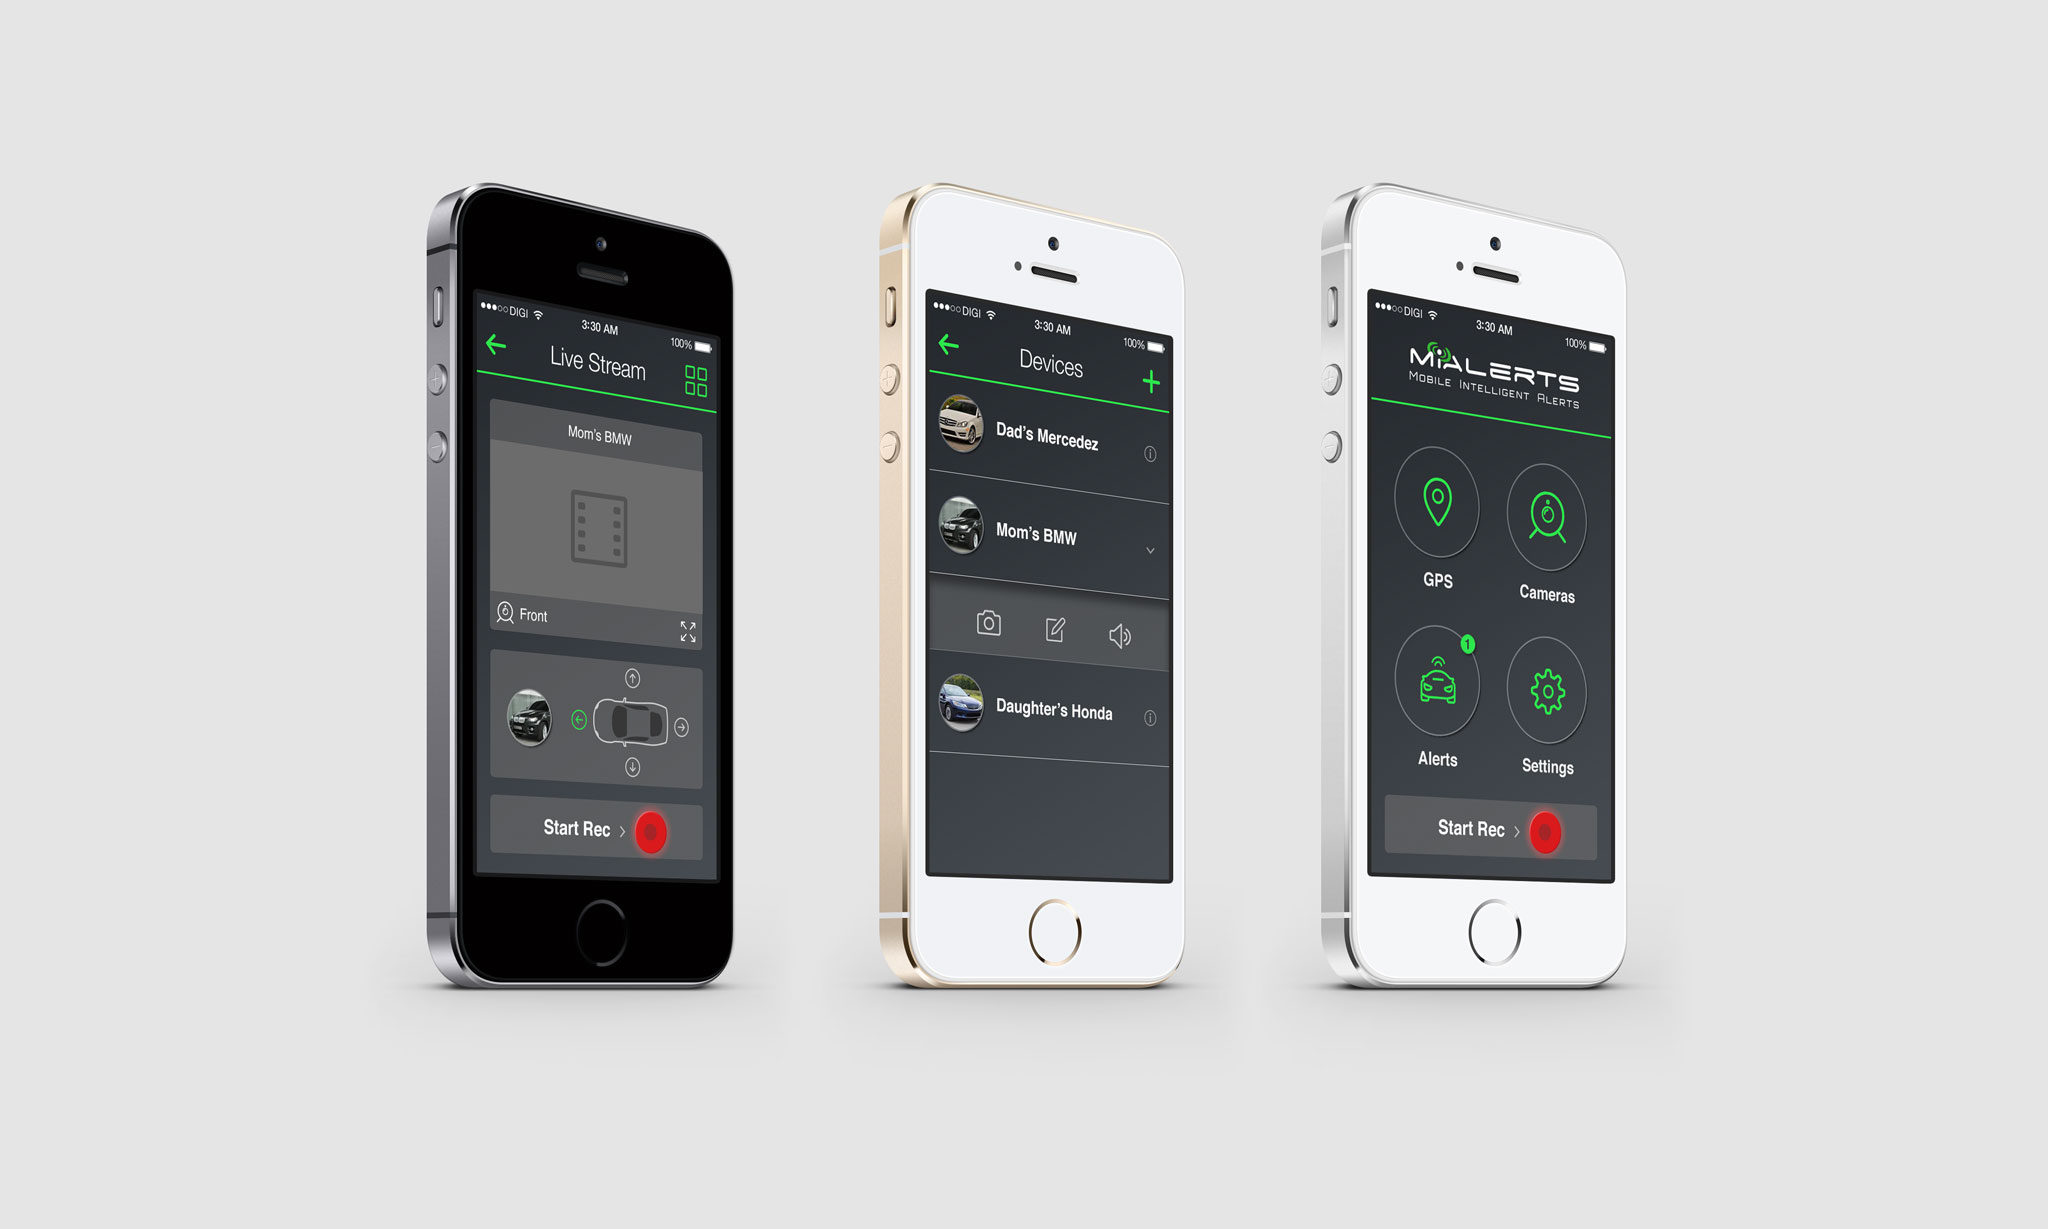 DIGI
3:30 AM
100%
Live Stream
Mom's BMW
Front
Start Rec
DIGI
3:30 AM
100%
Devices
Dad's Mercedez
Mom's BMW
Daughter's Honda
DIGI
3:30 AM
100%
MiALERTS
Mobile Intelligent Alerts
GPS
Cameras
1
Alerts
Settings
Start Rec